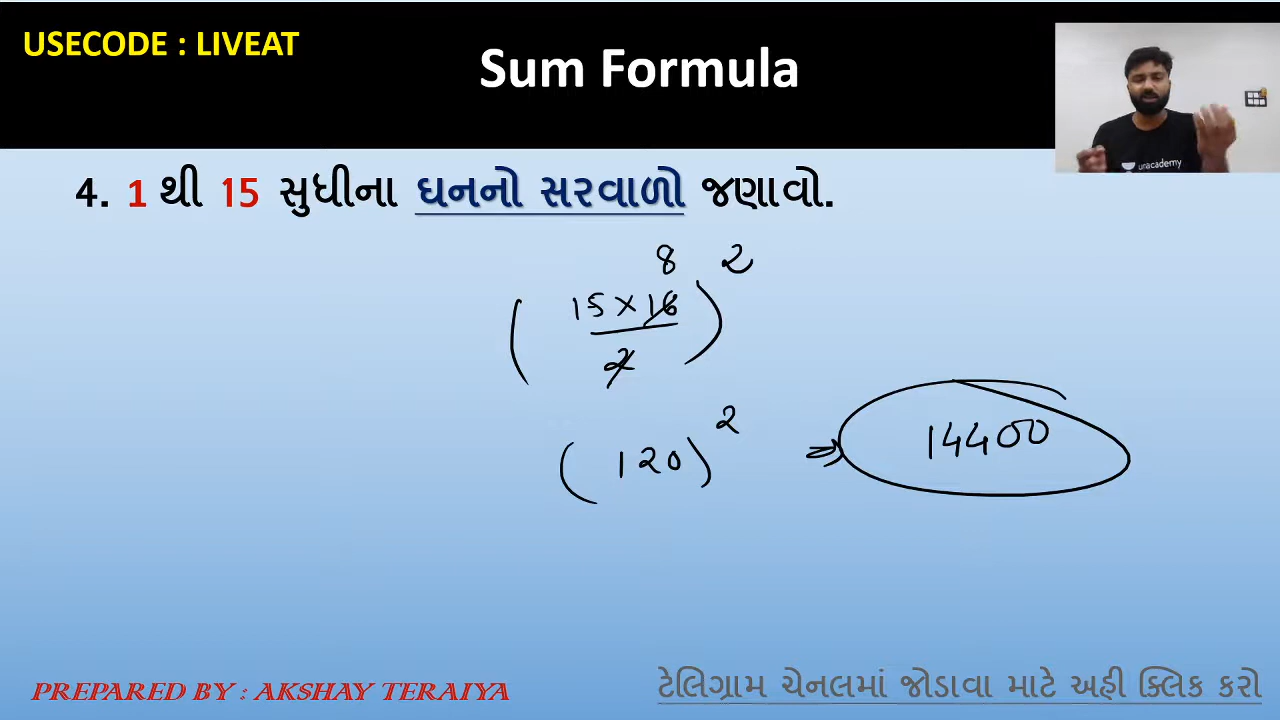 USECODE : LIVEAT
Sum Formula
unacademy
4. 1 થી 15 સુધીના ઘનનો સરવાળો જણાવો.
8 2
( 15 × 16 )
2
( 120 ) 2 ⇒ 14400
PREPARED BY : AKSHAY TERAIYA
ટેલિગ્રામ ચેનલમાં જોડાવા માટે અહી ક્લિક કરો